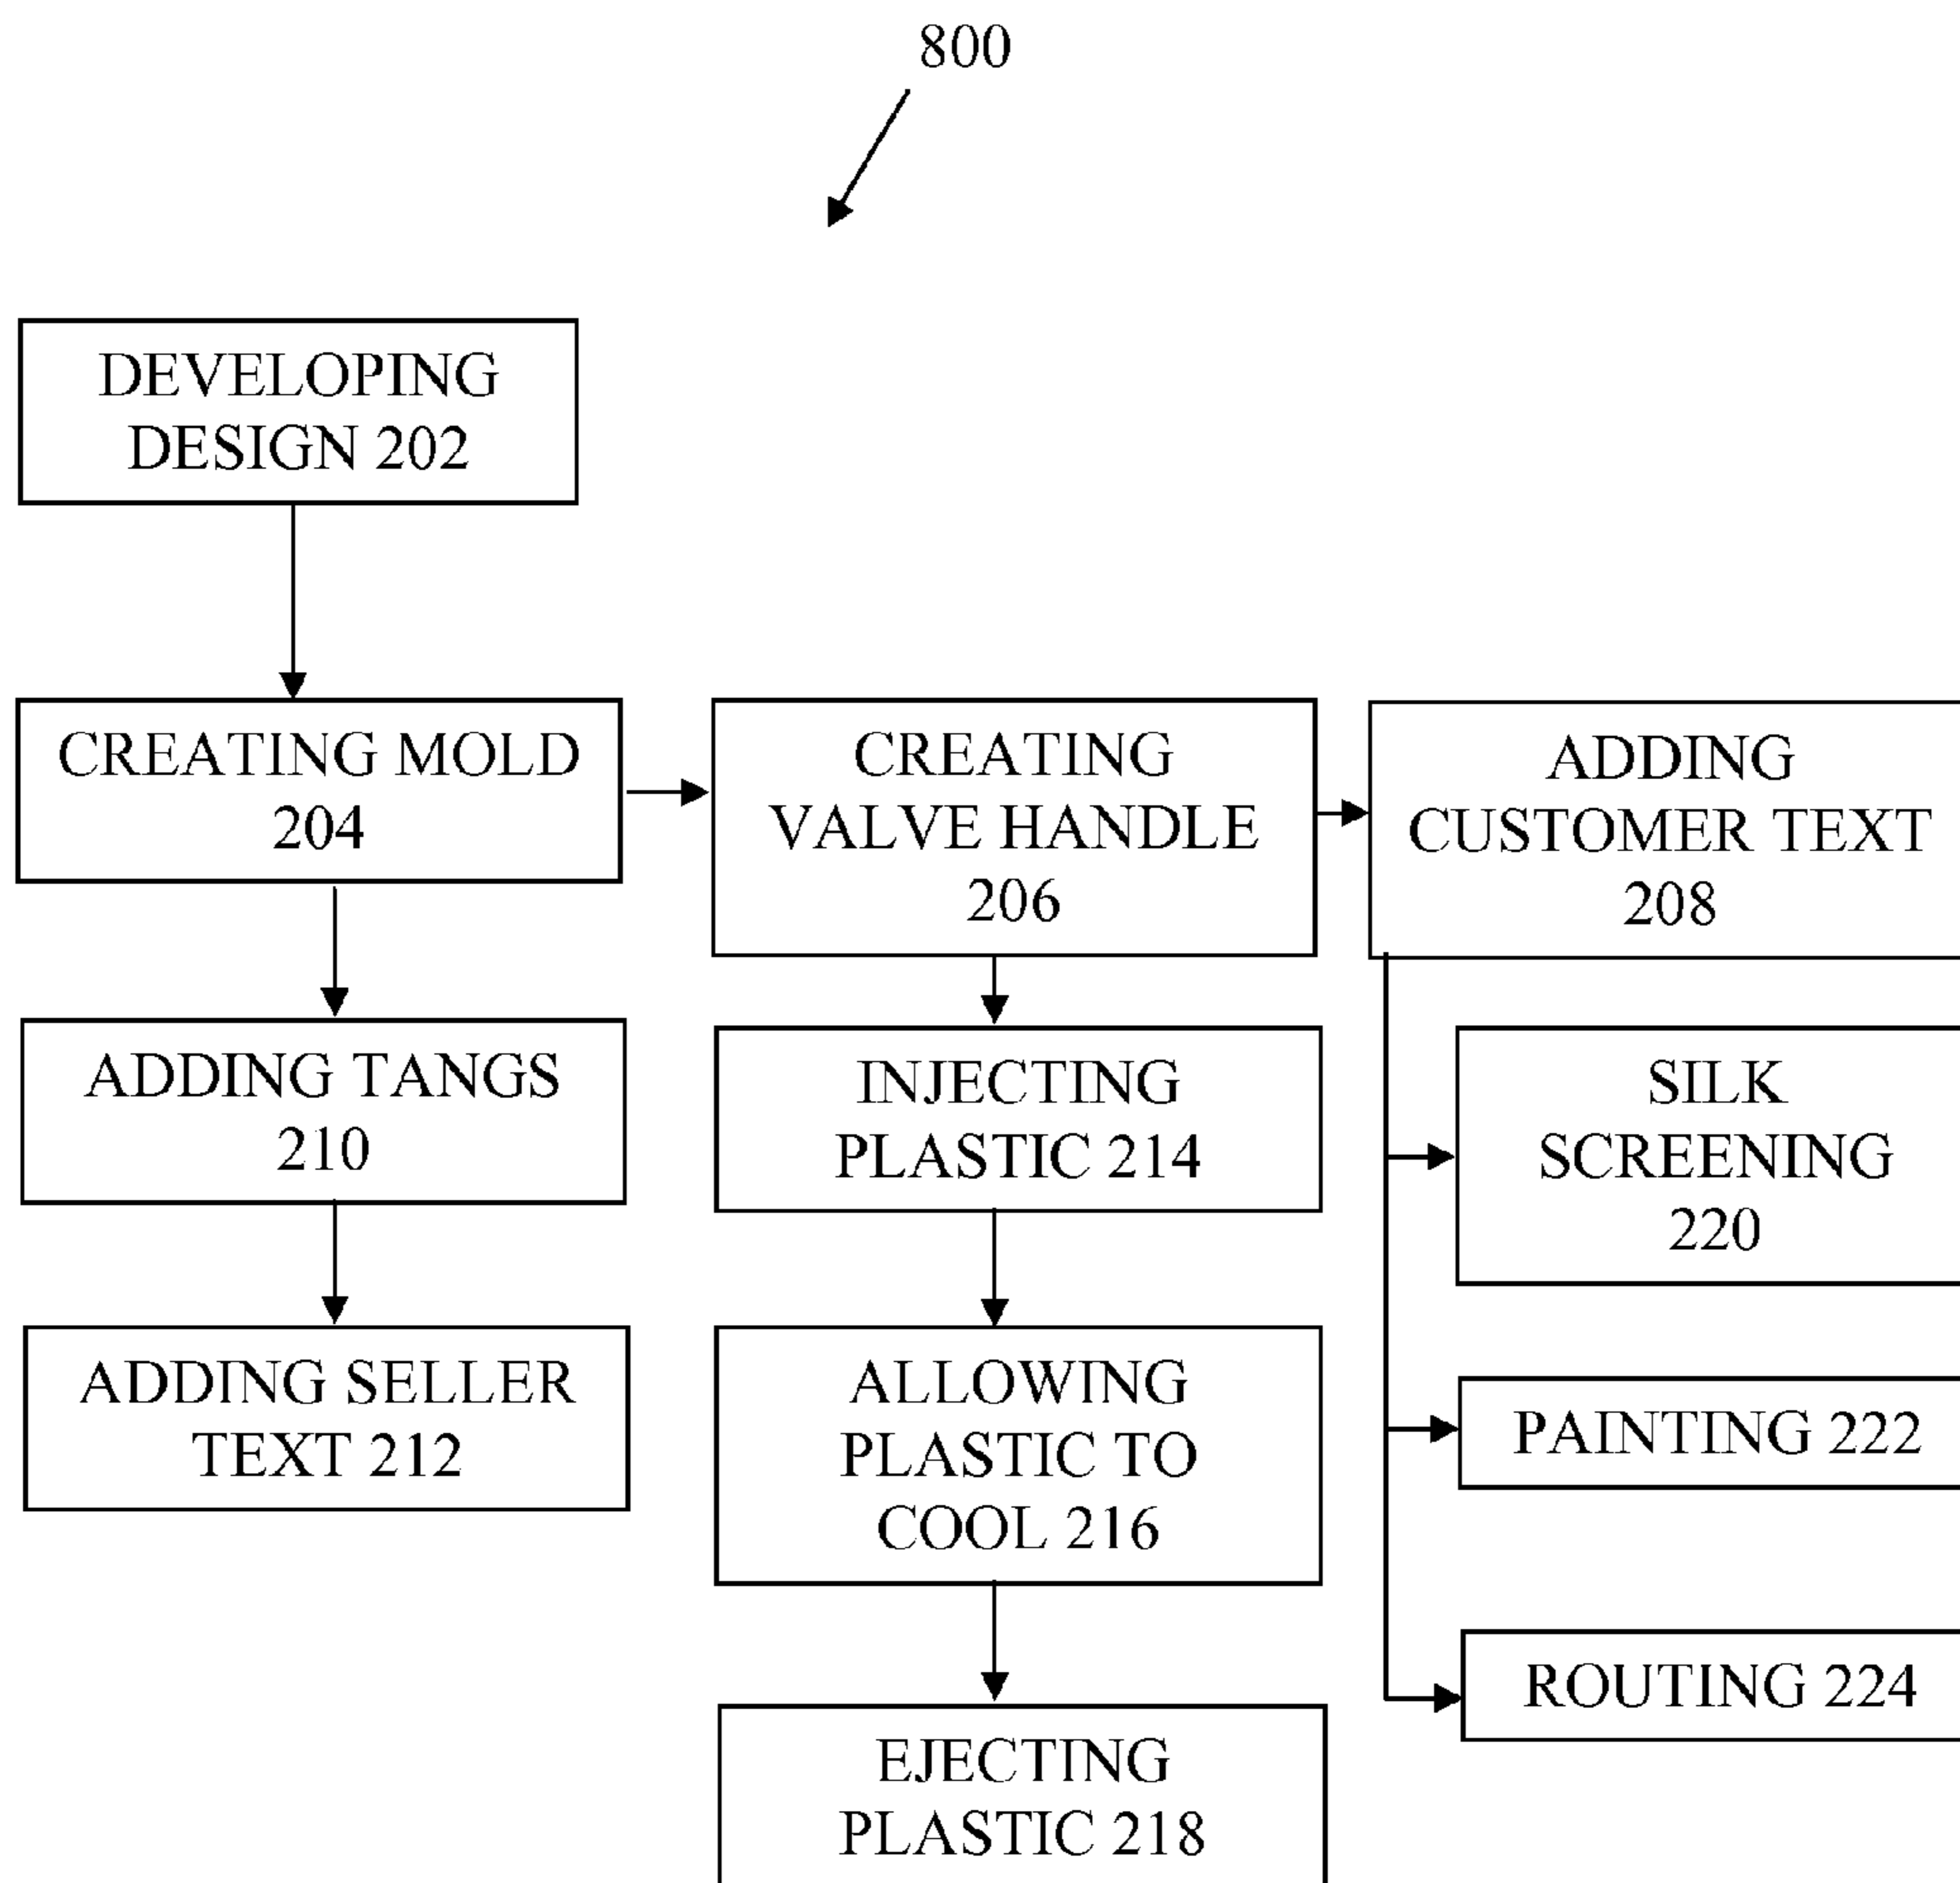 800
DEVELOPING
DESIGN 202
CREATING MOLD
204
CREATING
VALVE HANDLE
206
ADDING
CUSTOMER TEXT
208
ADDING TANGS
210
INJECTING
PLASTIC 214
SILK
SCREENING
220
ADDING SELLER
TEXT 212
ALLOWING
PLASTIC TO
COOL 216
PAINTING 222
ROUTING 224
EJECTING
PLASTIC 218